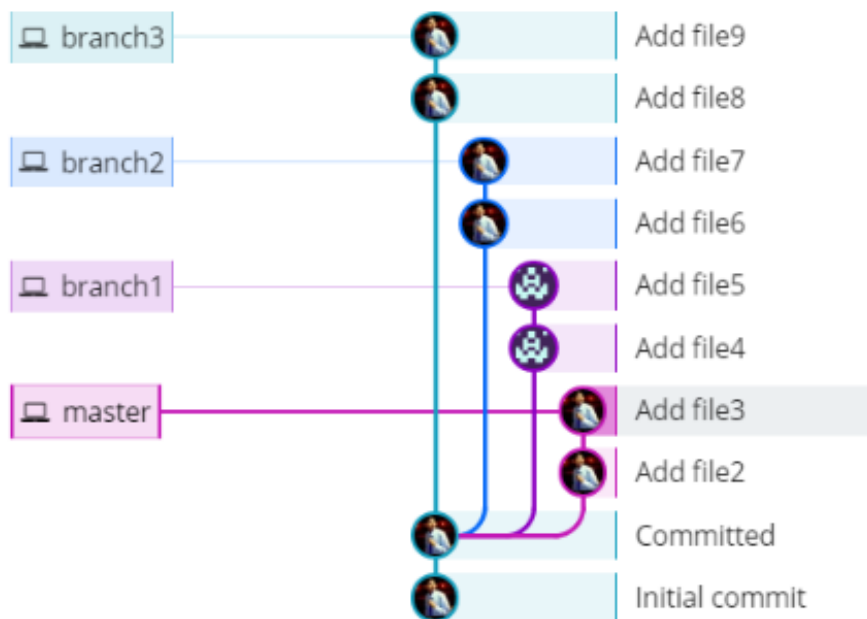 branch3 Add file9
Add file8
branch2 Add file7
Add file6
branch1 Add file5
Add file4
master Add file3
Add file2
Committed
Initial commit